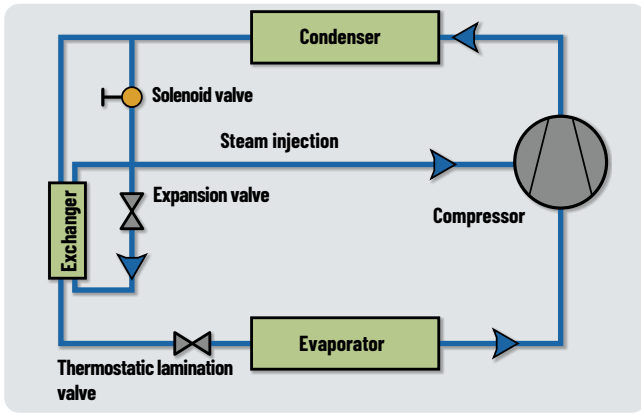 Condenser
Solenoid valve
Steam injection
Expansion valve
Exchanger
Compressor
Evaporator
Thermostatic lamination
valve